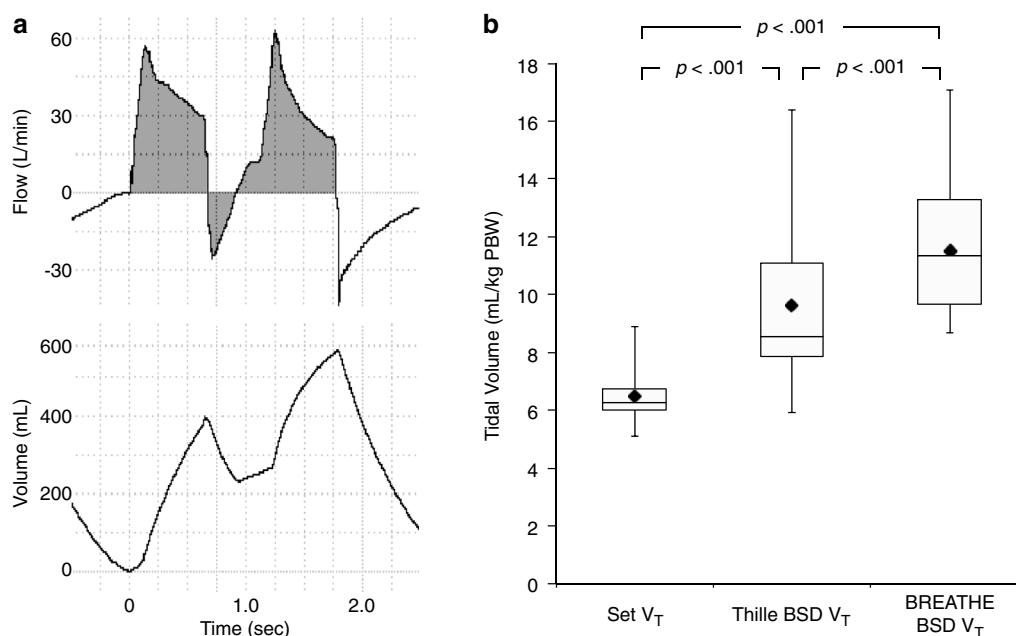 a
60
30
0
-30
Flow (L/min)
600
400
200
0
Volume (mL)
0 1.0 2.0
Time (sec)
b
p < .001
p < .001 p < .001
18
16
14
12
10
8
6
4
2
0
Tidal Volume (mL/kg PBW)
Set VT
Thille BSD VT
BREATHE
BSD VT